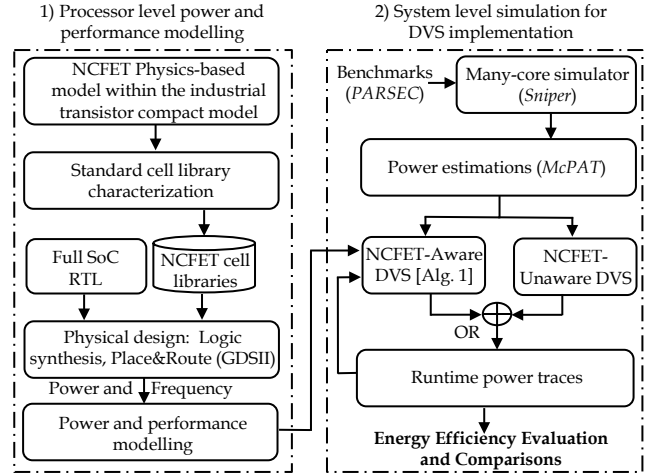 1) Processor level power and
performance modelling
NCFET Physics-based
model within the industrial
transistor compact model
Standard cell library
characterization
Full SoC
RTL
NCFET cell
libraries
Physical design: Logic
synthesis, Place&Route (GDSII)
Power and Frequency
Power and performance
modelling
2) System level simulation for
DVS implementation
Benchmarks
(PARSEC)
Many-core simulator
(Sniper)
Power estimations (McPAT)
NCFET-Aware
DVS [Alg. 1]
NCFET-
Unaware DVS
OR
Runtime power traces
Energy Efficiency Evaluation
and Comparisons